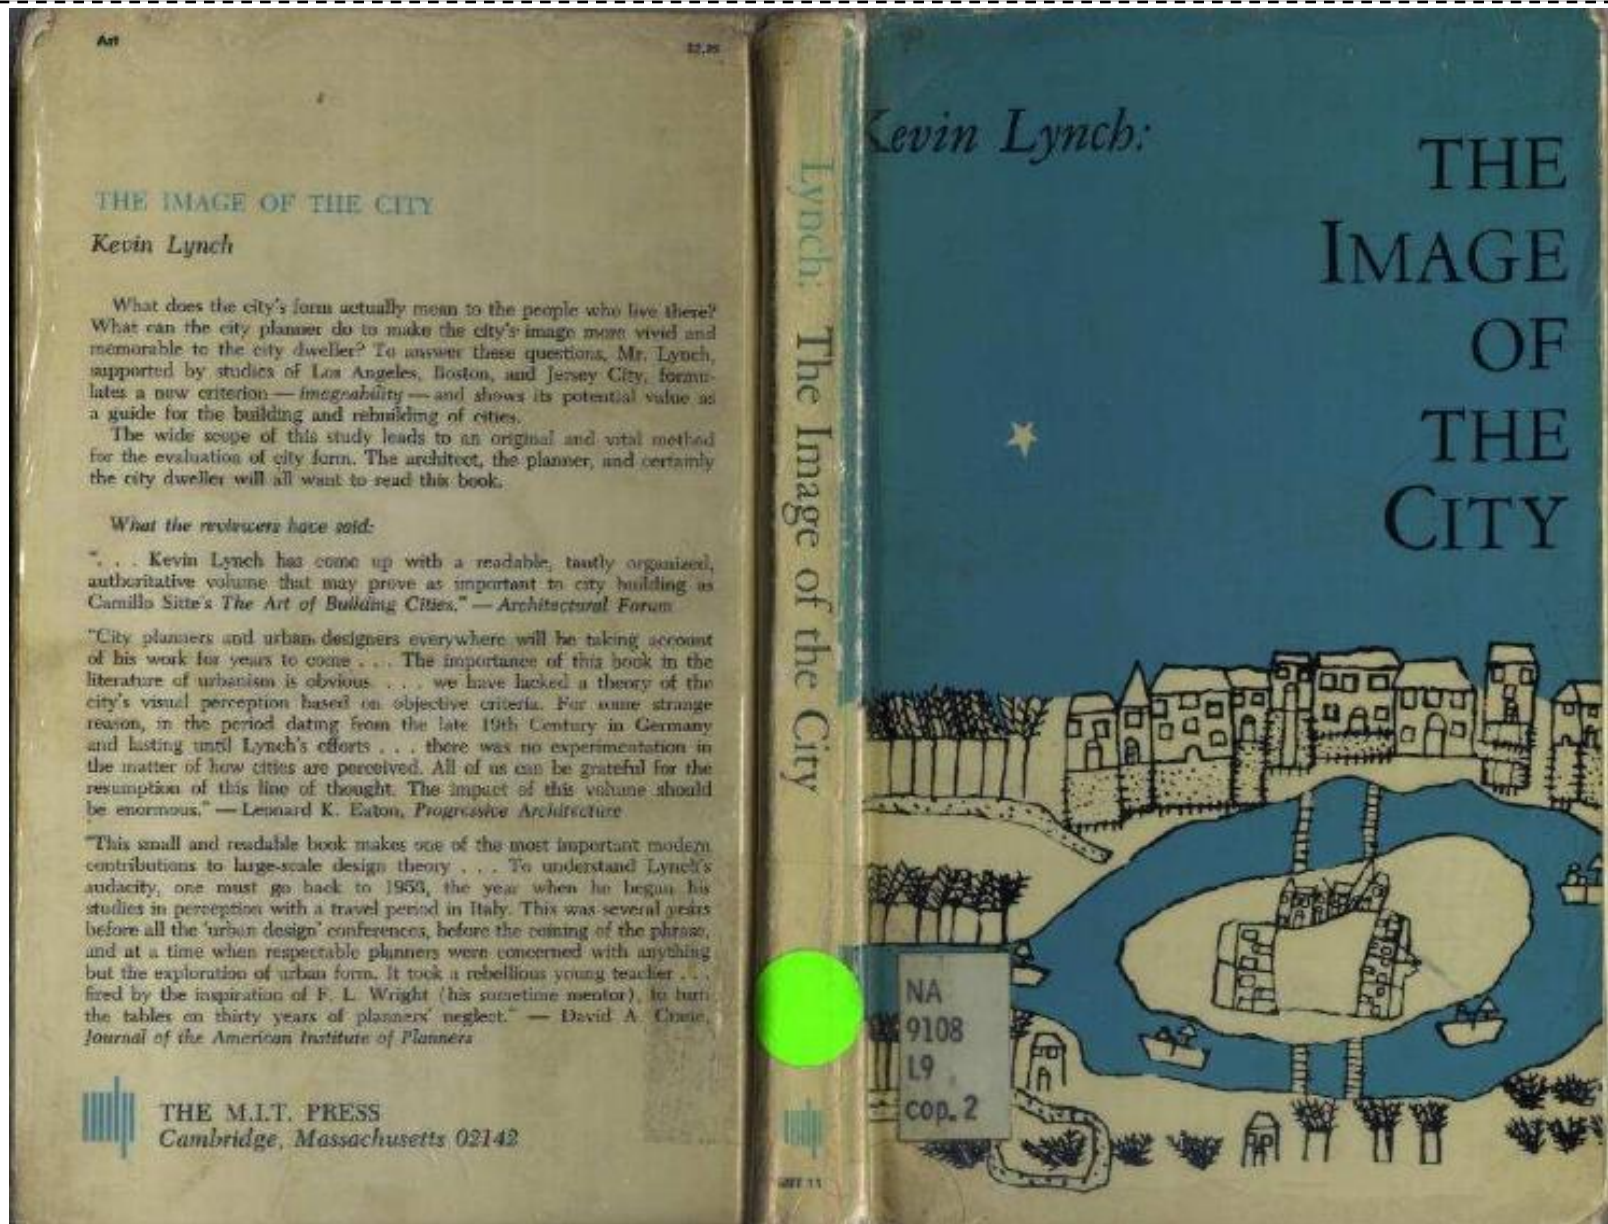 Art
$2.95
THE IMAGE OF THE CITY
Kevin Lynch
What does the city's form actually mean to the people who live there?
What can the city planner do to make the city's image more vivid and
memorable to the city dweller? To answer these questions, Mr. Lynch,
supported by studies of Los Angeles, Boston, and Jersey City, formu-
lates a new criterion — imageability — and shows its potential value as
a guide for the building and rebuilding of cities.
The wide scope of this study leads to an original and vital method
for the evaluation of city form. The architect, the planner, and certainly
the city dweller will all want to read this book.
What the reviewers have said:
". . . Kevin Lynch has come up with a readable, tautly organized,
authoritative volume that may prove as important to city building as
Camillo Sitte's The Art of Building Cities." — Architectural Forum
"City planners and urban designers everywhere will be taking account
of his work for years to come . . . The importance of this book in the
literature of urbanism is obvious . . . we have lacked a theory of the
city's visual perception based on objective criteria. For some strange
reason, in the period dating from the late 19th Century in Germany
and lasting until Lynch's efforts . . . there was no experimentation in
the matter of how cities are perceived. All of us can be grateful for the
resumption of this line of thought. The impact of this volume should
be enormous." — Leonard K. Eaton, Progressive Architecture
"This small and readable book makes one of the most important modern
contributions to large-scale design theory . . . To understand Lynch's
audacity, one must go back to 1953, the year when he began his
studies in perception with a travel period in Italy. This was several years
before all the 'urban design' conferences, before the coming of the phrase,
and at a time when respectable planners were concerned with anything
but the exploration of urban form. It took a rebellious young teacher . . .
fired by the inspiration of F. L. Wright (his sometime mentor), to turn
the tables on thirty years of planners' neglect." — David A. Crane,
Journal of the American Institute of Planners
THE M.I.T. PRESS
Cambridge, Massachusetts 02142
Lynch: The Image of the City
Kevin Lynch:
THE
IMAGE
OF
THE
CITY
NA
9108
L9
cop. 2